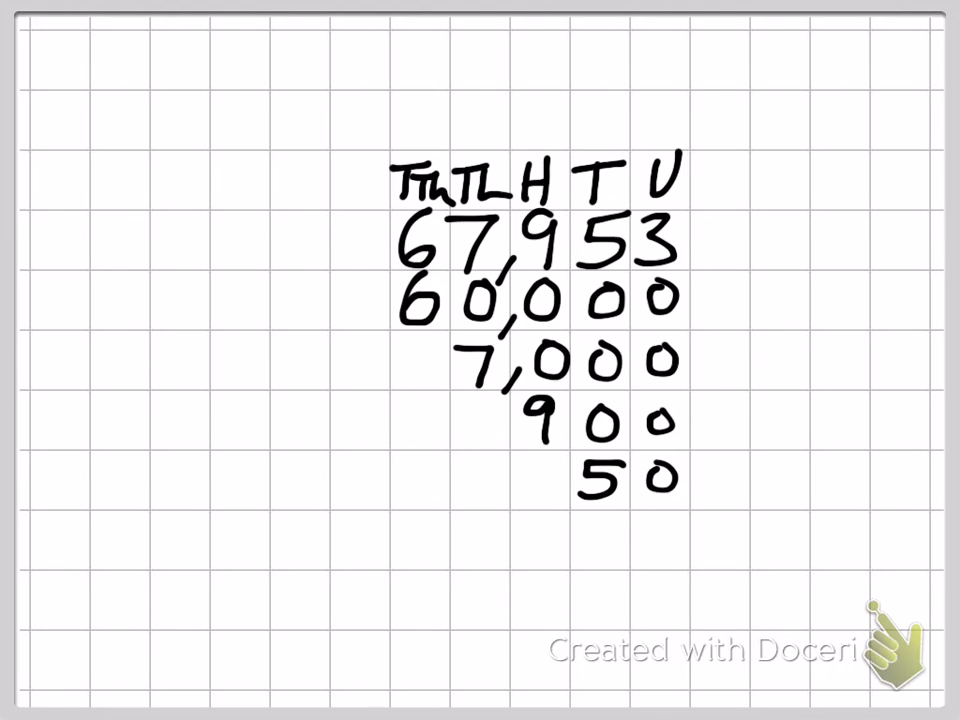 TTh Th H T U
67,953
60,000
7,000
900
50
Created with Doceri